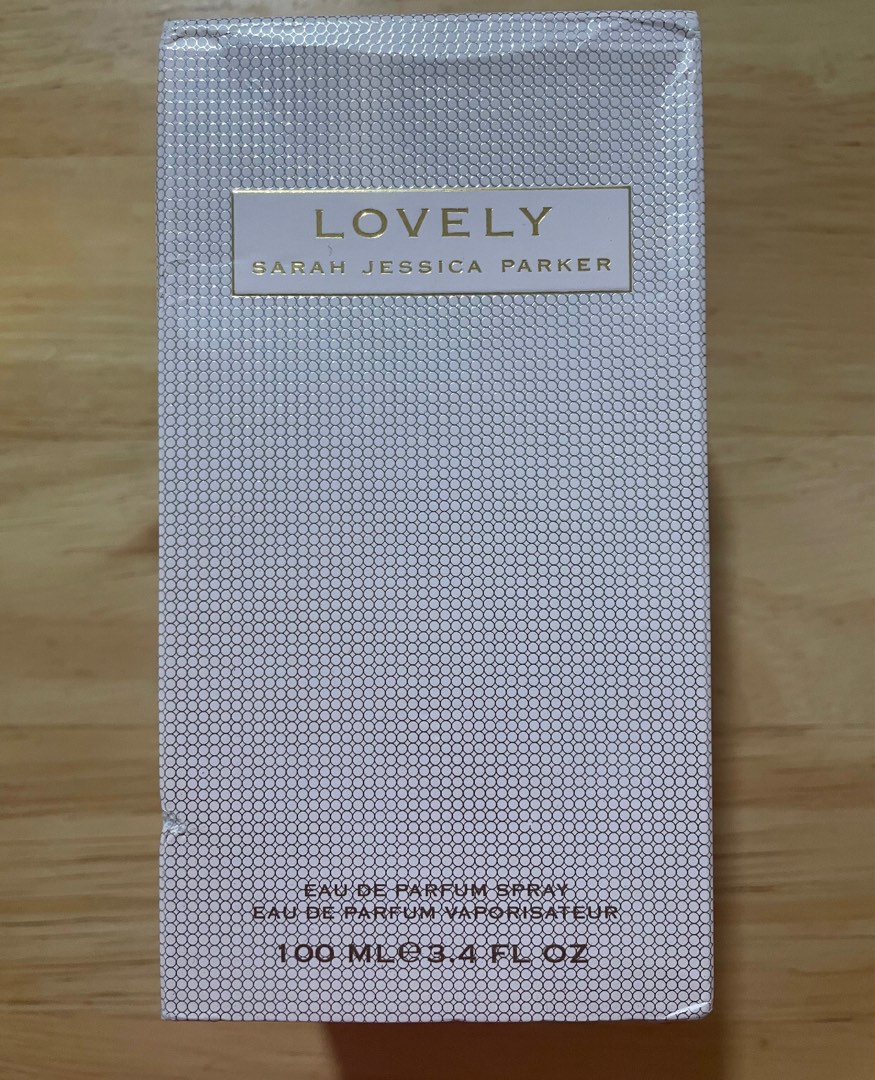 LOVELY
SARAH JESSICA PARKER
EAU DE PARFUM SPRAY
EAU DE PARFUM VAPORISATEUR
100 ML℮3.4 FL OZ